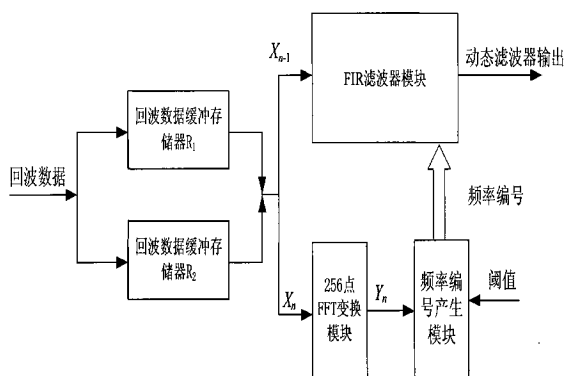 回波数据
回波数据缓冲存
储器R₁
回波数据缓冲存
储器R₂
Xₙ₋₁
FIR滤波器模块
动态滤波器输出
频率编号
Xₙ
256点
FFT变换
模块
Yₙ
频率编
号产生
模块
阈值